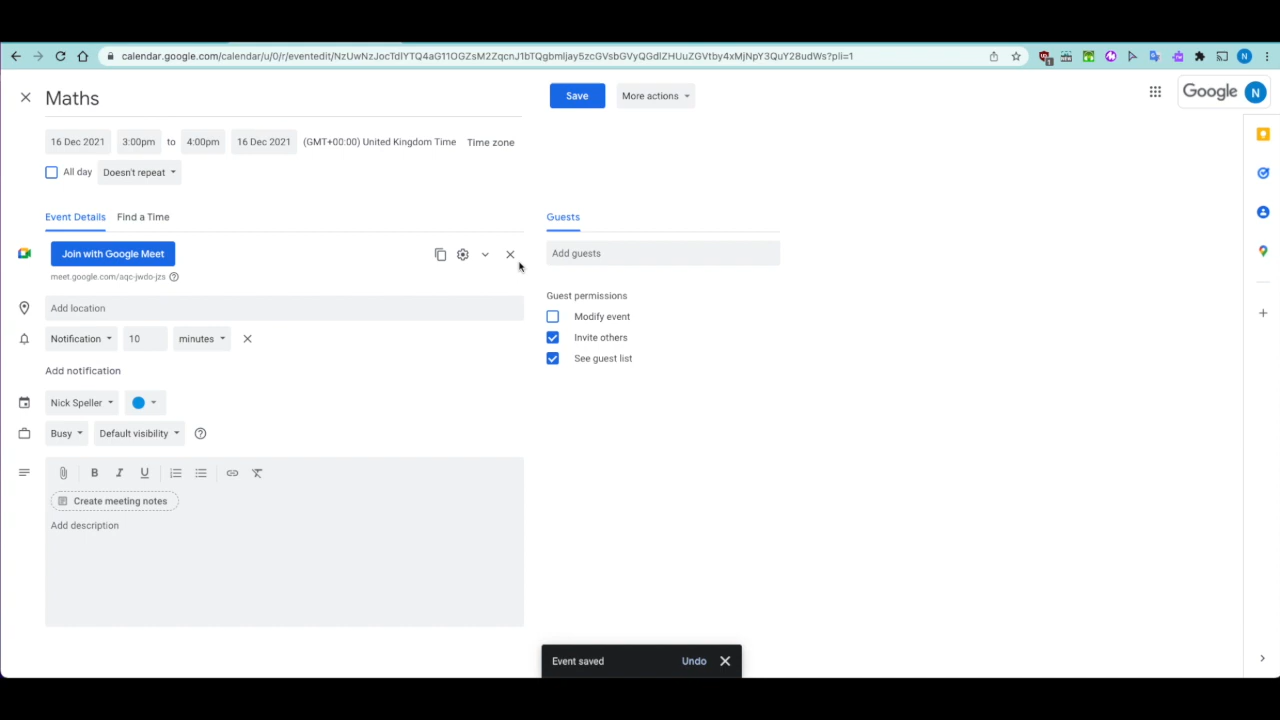 calendar.google.com/calendar/u/0/r/eventedit/NzUwNzJocTdlYTQ4aG11OGZsM2ZqcnJ1bTQgbmljay5zcGVsbGVyQGdlZHUuZGVtby4xMjNpY3QuY28udWs?pli=1
N
Maths
Save
More actions
Google
N
16 Dec 2021
3:00pm
to
4:00pm
16 Dec 2021
(GMT+00:00) United Kingdom Time
Time zone
All day
Doesn't repeat
Event Details
Find a Time
Guests
Join with Google Meet
Add guests
meet.google.com/aqc-jwdo-jzs
Guest permissions
Add location
Modify event
Notification
10
minutes
Invite others
See guest list
Add notification
Nick Speller
Busy
Default visibility
B
I
U
Create meeting notes
Add description
Event saved
Undo